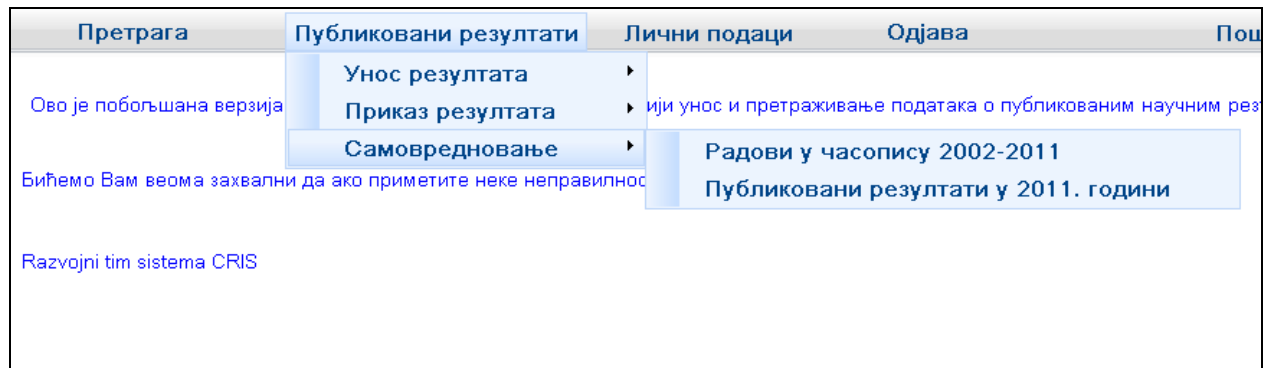 Претрага Публиковани резултати Лични подаци Одјава Пош
Унос резултата
Ово је побољшана верзија ији унос и претраживање података о публикованим научним рез
Приказ резултата
Самовредновање
Радови у часопису 2002-2011
Бићемо Вам веома захвални да ако приметите неке неправилнос
Публиковани резултати у 2011. години
Razvojni tim sistema CRIS